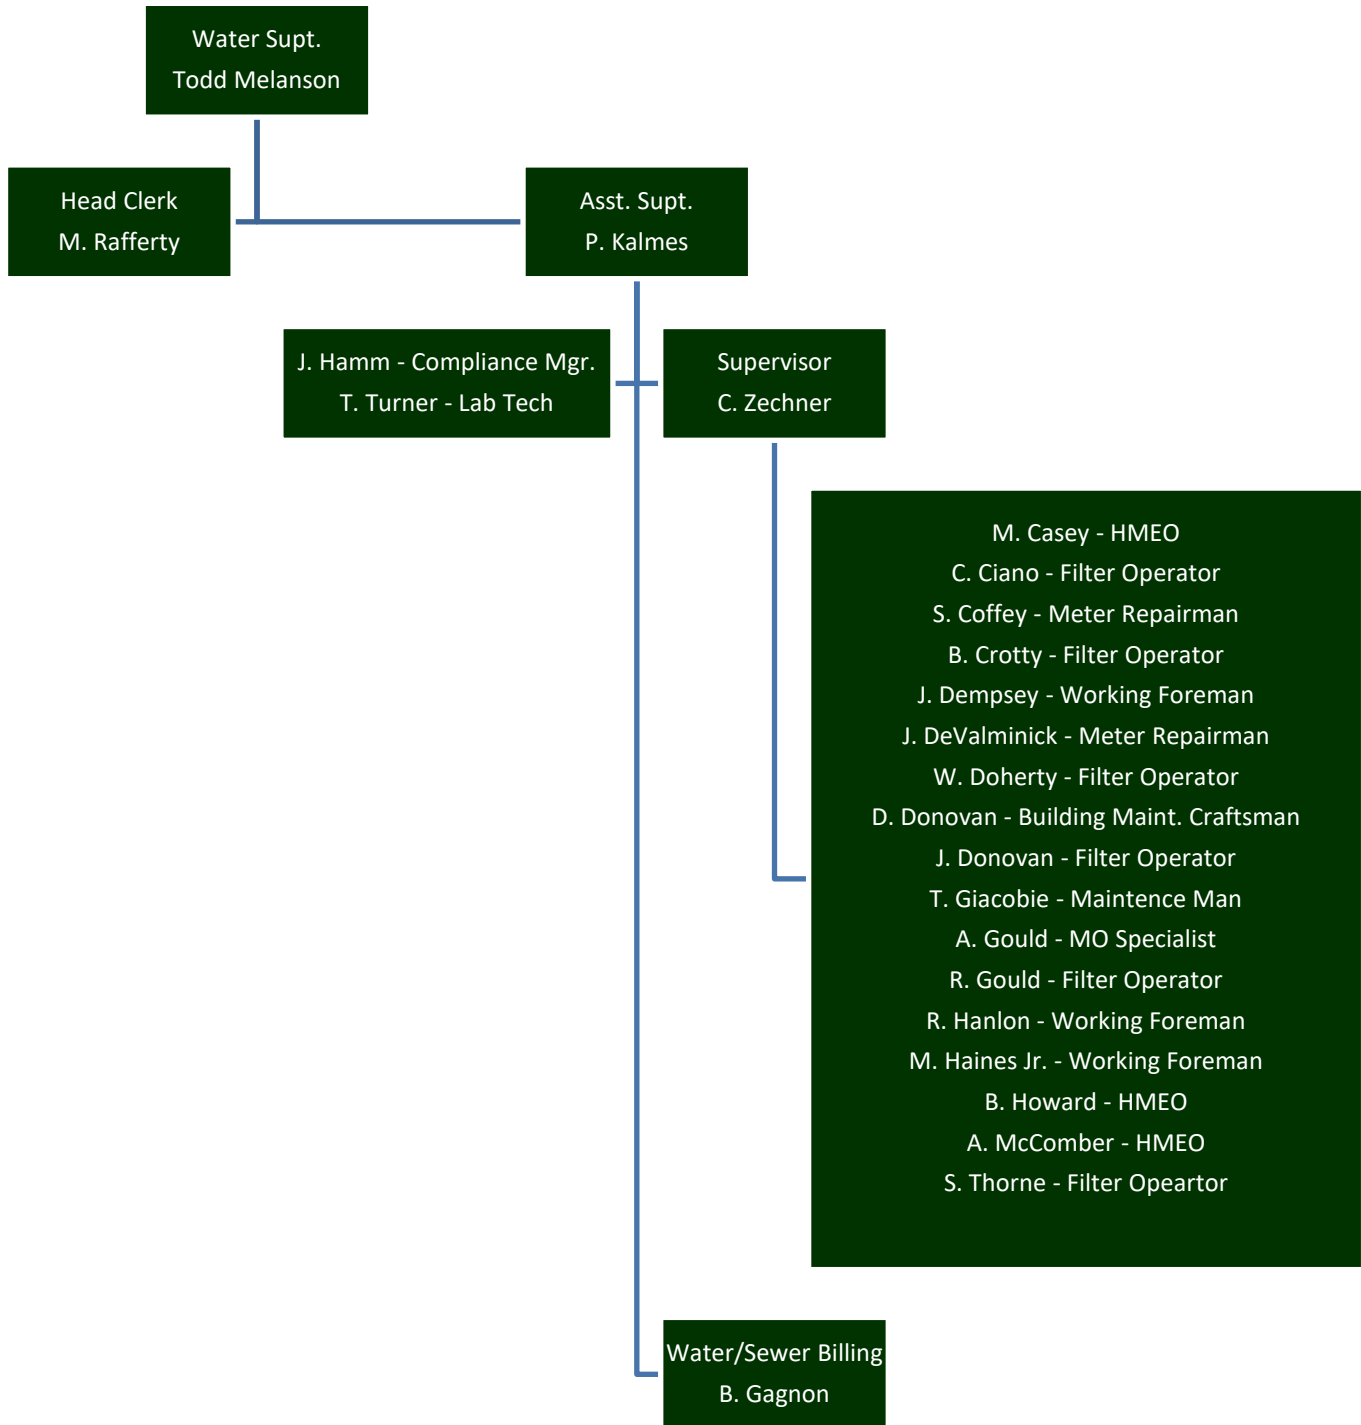 Water Supt.
Todd Melanson
Head Clerk
M. Rafferty
Asst. Supt.
P. Kalmes
J. Hamm - Compliance Mgr.
T. Turner - Lab Tech
Supervisor
C. Zechner
M. Casey - HMEO
C. Ciano - Filter Operator
S. Coffey - Meter Repairman
B. Crotty - Filter Operator
J. Dempsey - Working Foreman
J. DeValminick - Meter Repairman
W. Doherty - Filter Operator
D. Donovan - Building Maint. Craftsman
J. Donovan - Filter Operator
T. Giacobie - Maintence Man
A. Gould - MO Specialist
R. Gould - Filter Operator
R. Hanlon - Working Foreman
M. Haines Jr. - Working Foreman
B. Howard - HMEO
A. McComber - HMEO
S. Thorne - Filter Opeartor
Water/Sewer Billing
B. Gagnon